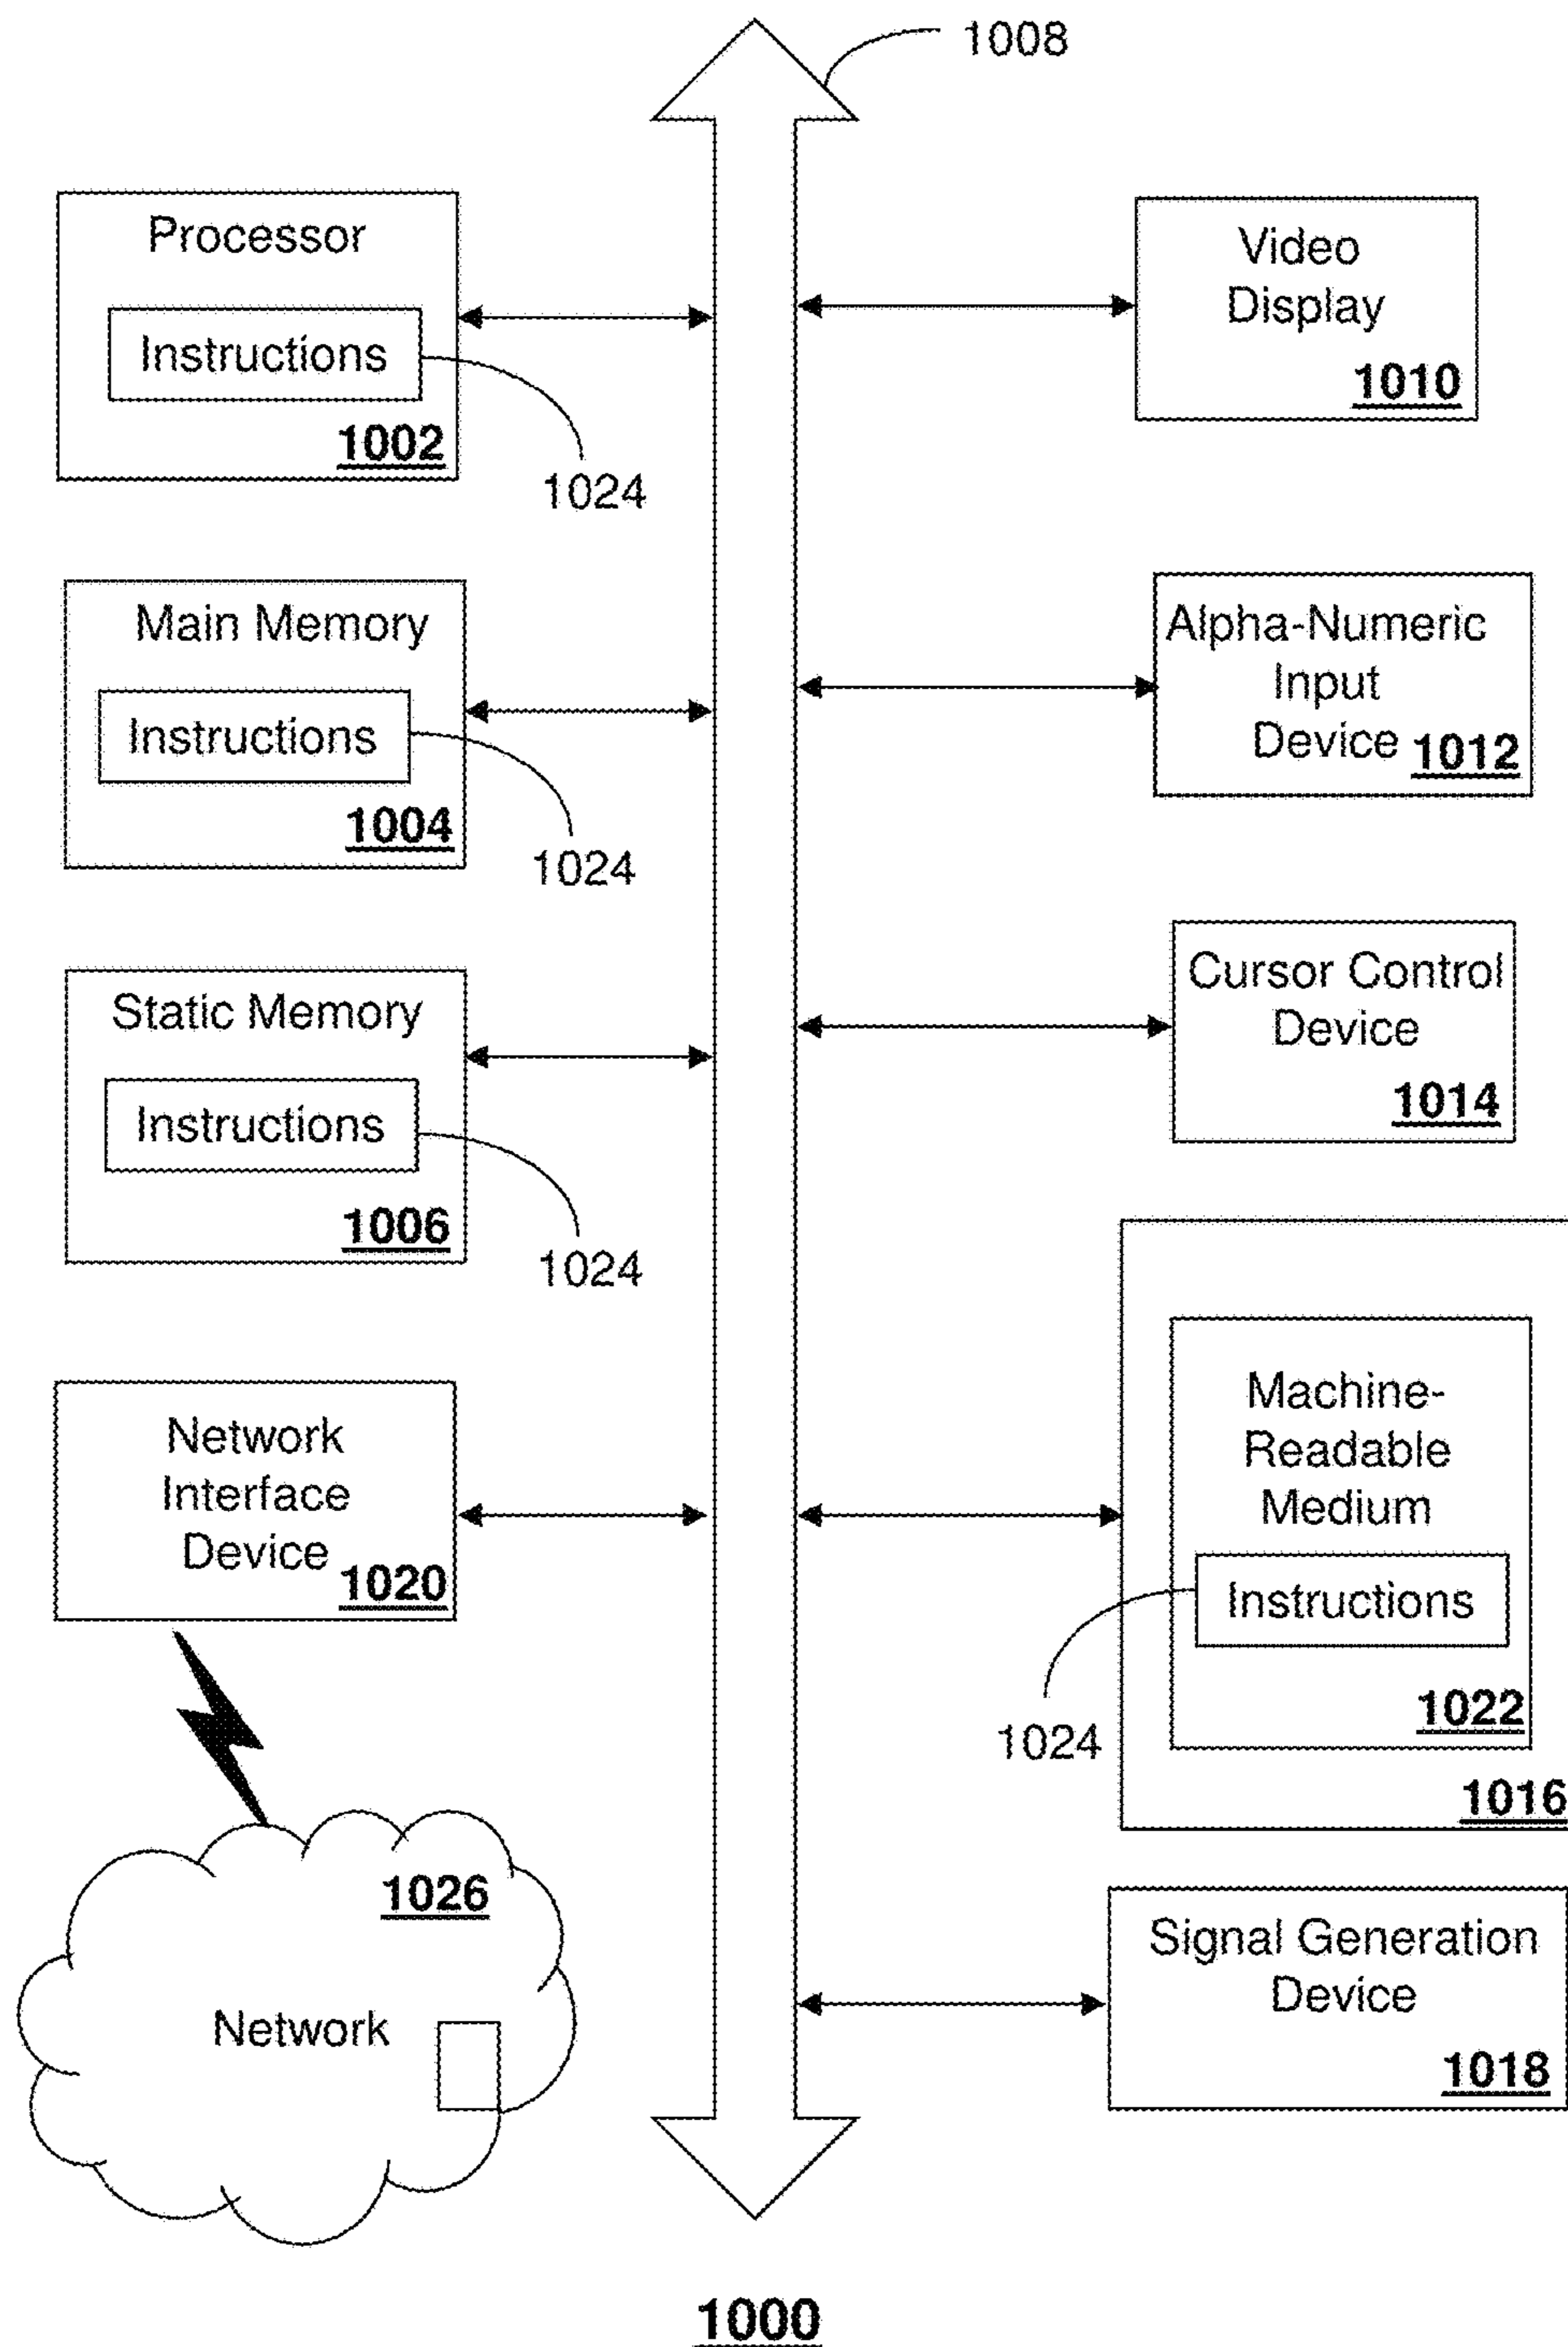 1008
Processor
Instructions
1002
1024
Main Memory
Instructions
1004
1024
Static Memory
Instructions
1006
1024
Network
Interface
Device
1020
1026
Network
Video
Display
1010
Alpha-Numeric
Input
Device
1012
Cursor Control
Device
1014
Machine-
Readable
Medium
Instructions
1022
1024
1016
Signal Generation
Device
1018
1000